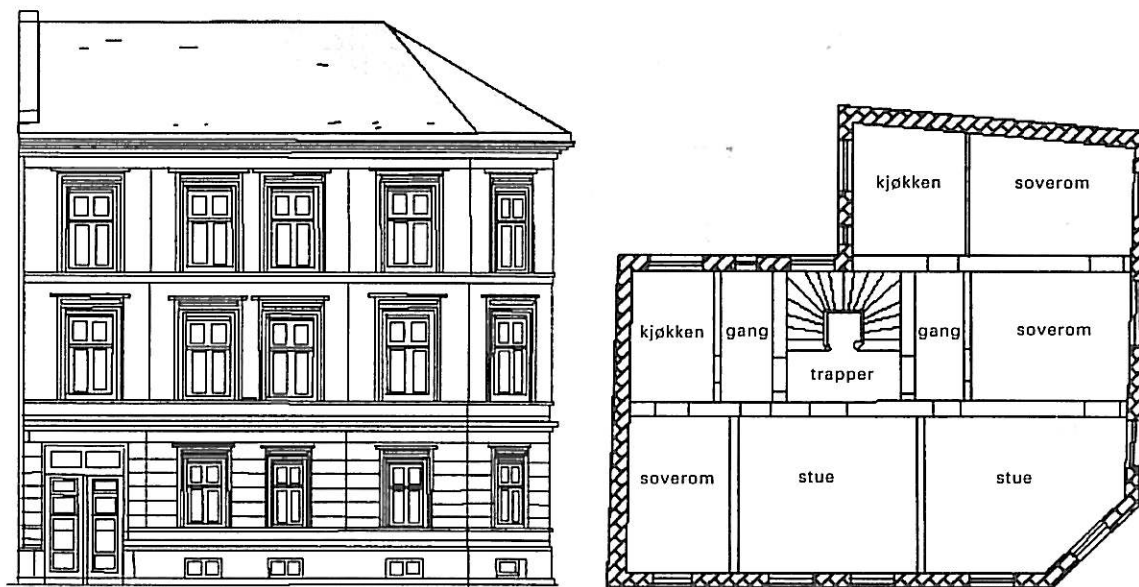 kjøkken soverom
kjøkken gang gang soverom
trapper
soverom stue stue